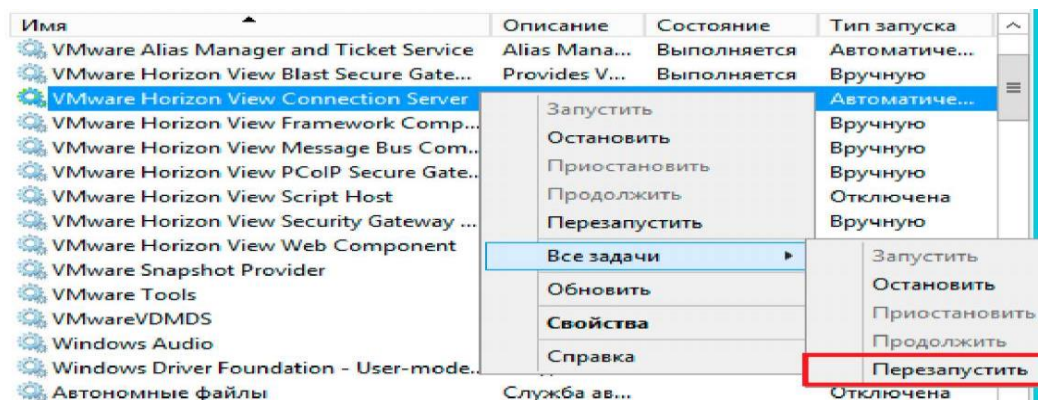 Имя Описание Состояние Тип запуска
VMware Alias Manager and Ticket Service Alias Mana... Выполняется Автоматиче...
VMware Horizon View Blast Secure Gate... Provides V... Выполняется Вручную
VMware Horizon View Connection Server Автоматиче...
Запустить
VMware Horizon View Framework Comp... Вручную
Остановить
VMware Horizon View Message Bus Com... Вручную
Приостановить
VMware Horizon View PCoIP Secure Gate... Вручную
Продолжить
VMware Horizon View Script Host Отключена
VMware Horizon View Security Gateway ... Перезапустить Вручную
VMware Horizon View Web Component
Все задачи Запустить
VMware Snapshot Provider
Обновить Остановить
VMware Tools
VMwareVDMDS Свойства Приостановить
Windows Audio Продолжить
Справка
Windows Driver Foundation - User-mode... Перезапустить
Автономные файлы Служба ав... Отключена